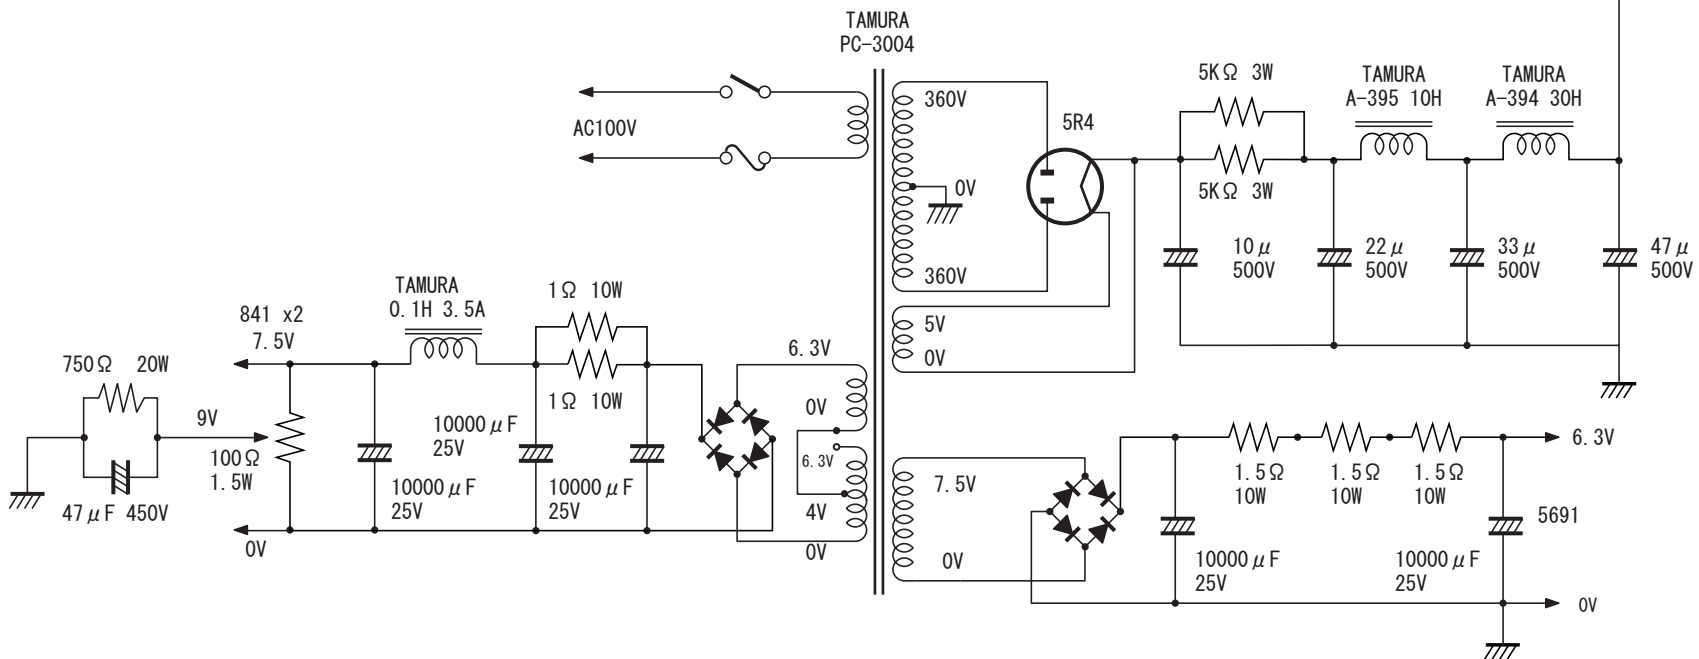 TAMURA
PC-3004
AC100V
360V
0V
360V
5V
0V
5R4
5KΩ 3W
5KΩ 3W
TAMURA
A-395 10H
TAMURA
A-394 30H
10μ
500V
22μ
500V
33μ
500V
47μ
500V
841 x2
7.5V
TAMURA
0.1H 3.5A
1Ω 10W
1Ω 10W
750Ω 20W
47μF 450V
9V
100Ω
1.5W
0V
10000μF
25V
10000μF
25V
10000μF
25V
6.3V
0V
6.3V
4V
0V
7.5V
0V
1.5Ω
10W
1.5Ω
10W
1.5Ω
10W
6.3V
10000μF
25V
10000μF
25V
5691
0V